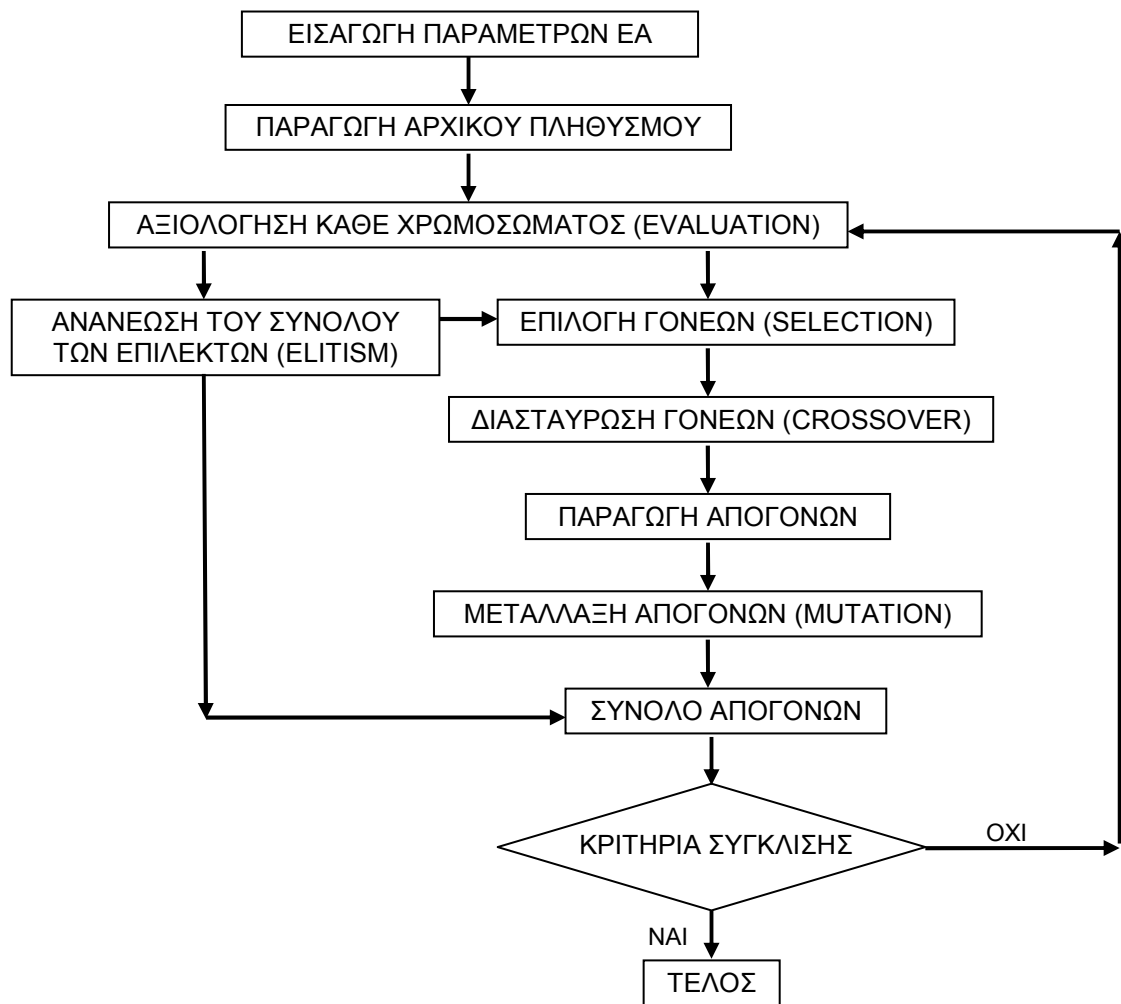 ΕΙΣΑΓΩΓΗ ΠΑΡΑΜΕΤΡΩΝ ΕΑ
ΠΑΡΑΓΩΓΗ ΑΡΧΙΚΟΥ ΠΛΗΘΥΣΜΟΥ
ΑΞΙΟΛΟΓΗΣΗ ΚΑΘΕ ΧΡΩΜΟΣΩΜΑΤΟΣ (EVALUATION)
ΑΝΑΝΕΩΣΗ ΤΟΥ ΣΥΝΟΛΟΥ
ΤΩΝ ΕΠΙΛΕΚΤΩΝ (ELITISM)
ΕΠΙΛΟΓΗ ΓΟΝΕΩΝ (SELECTION)
ΔΙΑΣΤΑΥΡΩΣΗ ΓΟΝΕΩΝ (CROSSOVER)
ΠΑΡΑΓΩΓΗ ΑΠΟΓΟΝΩΝ
ΜΕΤΑΛΛΑΞΗ ΑΠΟΓΟΝΩΝ (MUTATION)
ΣΥΝΟΛΟ ΑΠΟΓΟΝΩΝ
ΚΡΙΤΗΡΙΑ ΣΥΓΚΛΙΣΗΣ
ΟΧΙ
ΝΑΙ
ΤΕΛΟΣ